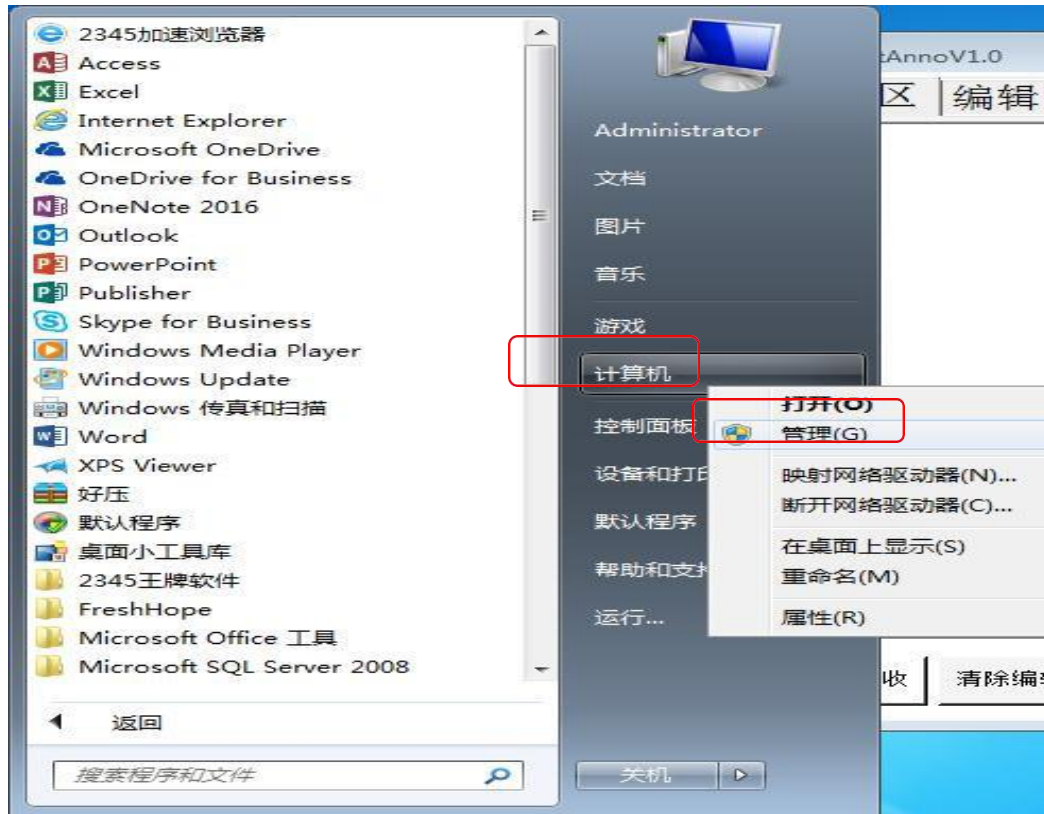 2345加速浏览器
Access
Excel
Internet Explorer
Microsoft OneDrive
OneDrive for Business
OneNote 2016
Outlook
PowerPoint
Publisher
Skype for Business
Windows Media Player
Windows Update
Windows 传真和扫描
Word
XPS Viewer
好压
默认程序
桌面小工具库
2345王牌软件
FreshHope
Microsoft Office 工具
Microsoft SQL Server 2008
返回
搜索程序和文件
Administrator
文档
图片
音乐
游戏
计算机
控制面板
设备和打印
默认程序
帮助和支持
运行...
关机
打开(O)
管理(G)
映射网络驱动器(N)...
断开网络驱动器(C)...
在桌面上显示(S)
重命名(M)
属性(R)
tAnnoV1.0
区 编辑
收 清除编辑